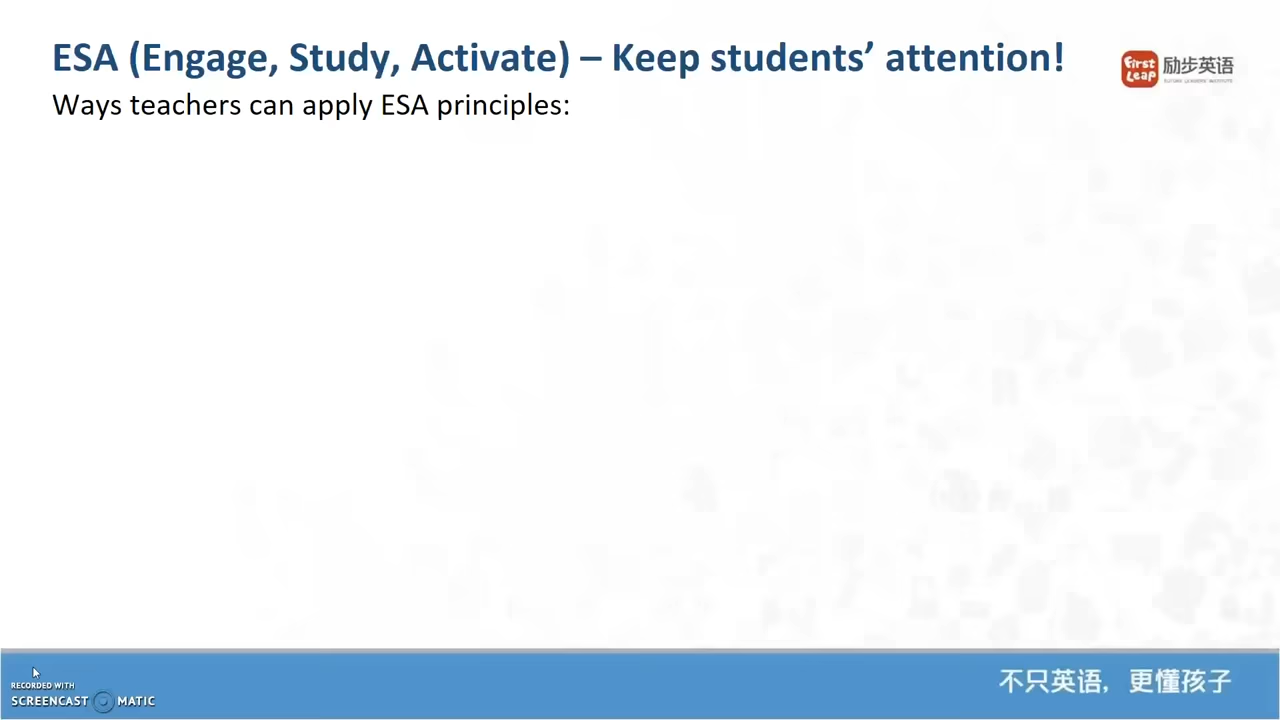 ESA (Engage, Study, Activate) – Keep students’ attention!
First Leap 励步英语
Ways teachers can apply ESA principles:
不只英语，更懂孩子
RECORDED WITH
SCREENCAST MATIC